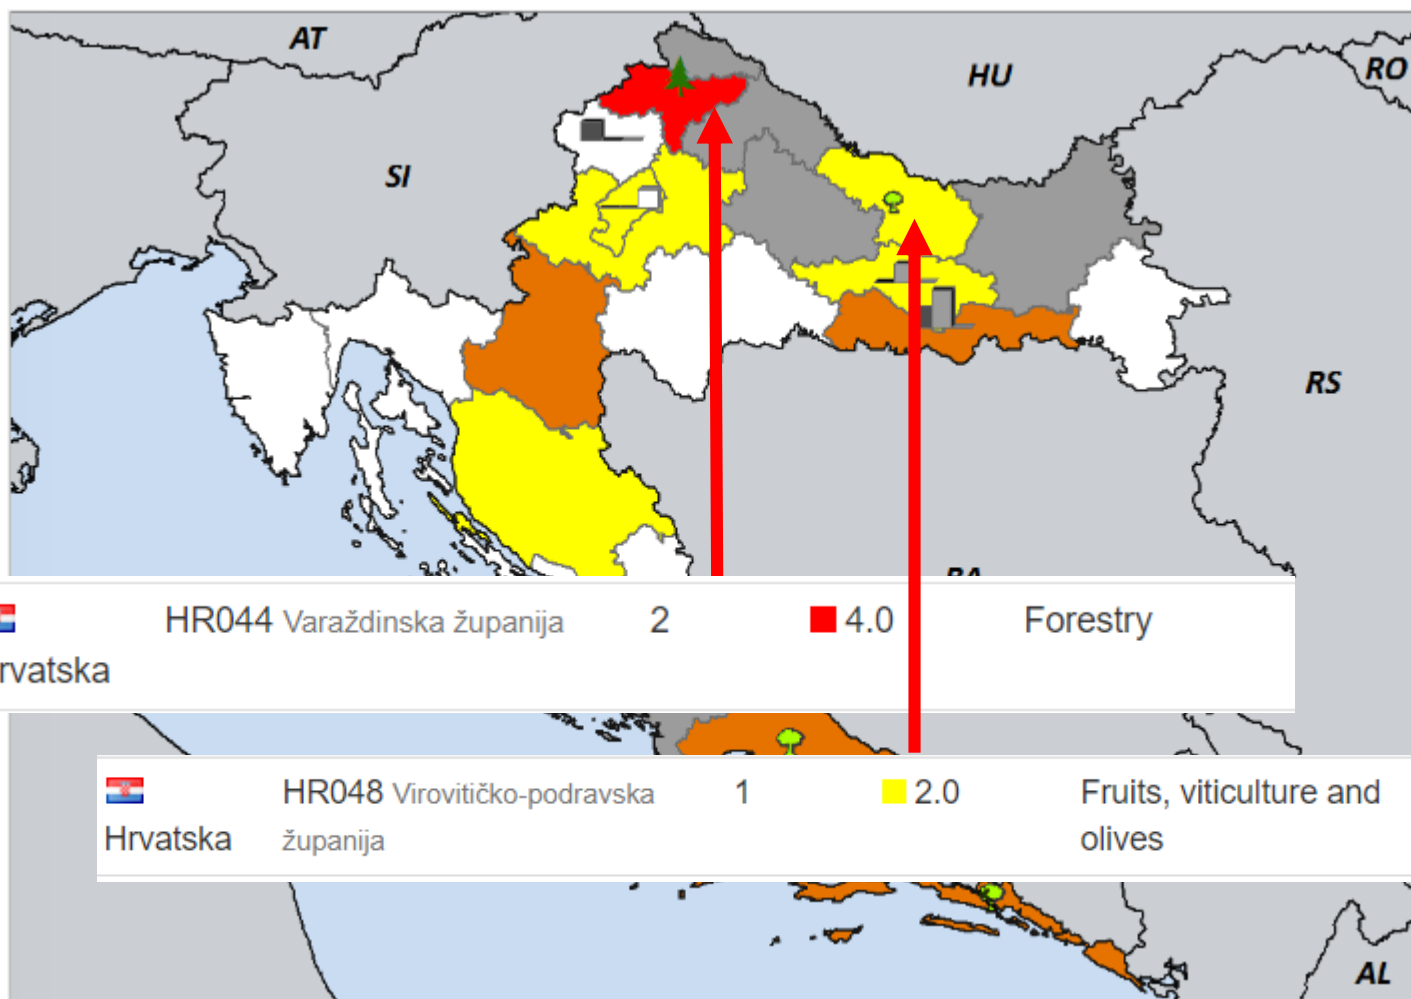 AT
HU
RO
SI
RS
HR044 Varaždinska županija 2 4.0 Forestry
rvatska
HR048 Virovitičko-podravska 1 2.0 Fruits, viticulture and
Hrvatska županija olives
AL